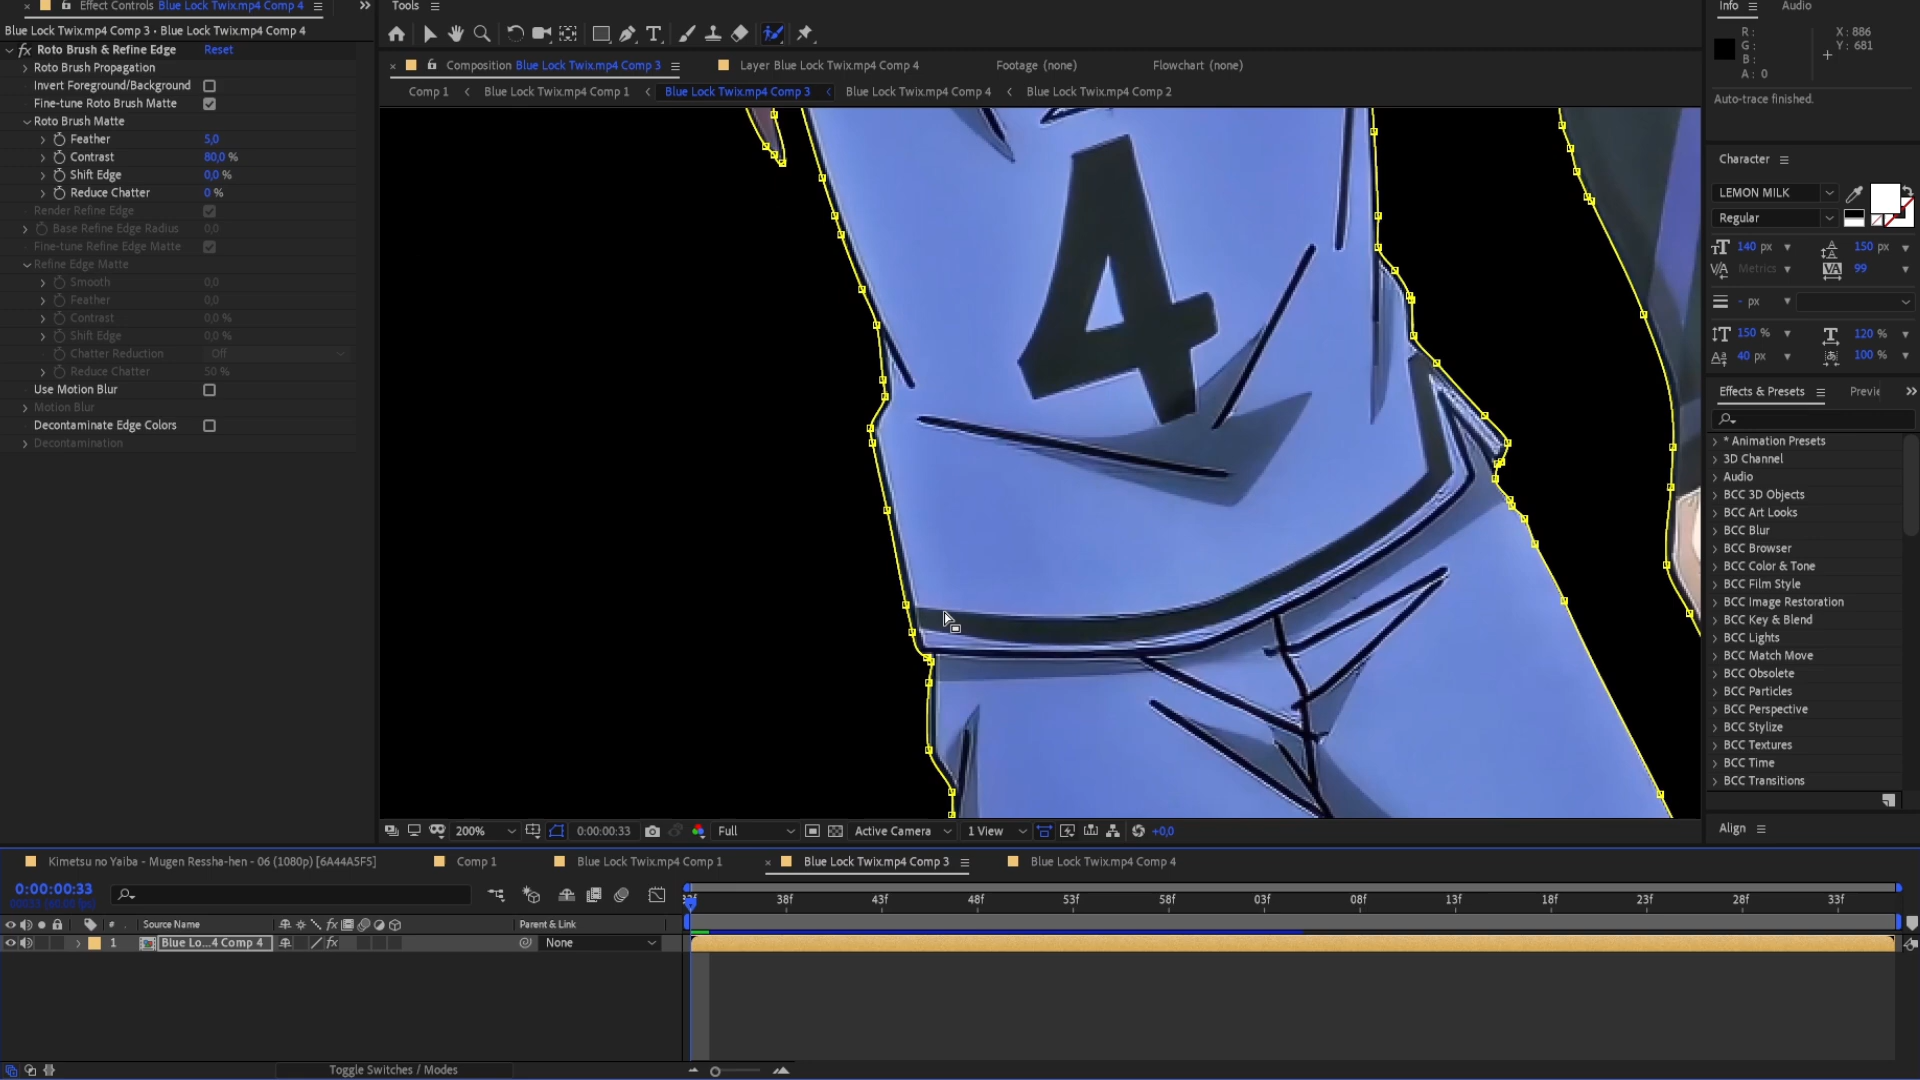 Effect Controls Blue Lock Twix.mp4 Comp 4
Tools
Info
Audio
Blue Lock Twix.mp4 Comp 3 • Blue Lock Twix.mp4 Comp 4
fx Roto Brush & Refine Edge Reset
Roto Brush Propagation
Invert Foreground/Background
Fine-tune Roto Brush Matte
Roto Brush Matte
Feather 5,0
Contrast 80,0 %
Shift Edge 0,0 %
Reduce Chatter 0 %
Render Refine Edge
Base Refine Edge Radius 0,0
Fine-tune Refine Edge Matte
Refine Edge Matte
Smooth 0,0
Feather 0,0
Contrast 0,0 %
Shift Edge 0,0 %
Chatter Reduction Off
Reduce Chatter 50 %
Use Motion Blur
Motion Blur
Decontaminate Edge Colors
Decontamination
Composition Blue Lock Twix.mp4 Comp 3
Layer Blue Lock Twix.mp4 Comp 4
Footage (none)
Flowchart (none)
Comp 1 < Blue Lock Twix.mp4 Comp 1 < Blue Lock Twix.mp4 Comp 3 < Blue Lock Twix.mp4 Comp 4 < Blue Lock Twix.mp4 Comp 2
4
200%
0:00:00:33
Full
Active Camera
1 View
+0,0
R :
G :
B :
A : 0
X : 886
Y : 681
Auto-trace finished.
Character
LEMON MILK
Regular
140 px
150 px
Metrics
99
- px
150 %
120 %
40 px
100 %
Effects & Presets
Previe
* Animation Presets
3D Channel
Audio
BCC 3D Objects
BCC Art Looks
BCC Blur
BCC Browser
BCC Color & Tone
BCC Film Style
BCC Image Restoration
BCC Key & Blend
BCC Lights
BCC Match Move
BCC Obsolete
BCC Particles
BCC Perspective
BCC Stylize
BCC Textures
BCC Time
BCC Transitions
Align
Kimetsu no Yaiba - Mugen Ressha-hen - 06 (1080p) [6A44A5F5]
Comp 1
Blue Lock Twix.mp4 Comp 1
Blue Lock Twix.mp4 Comp 3
Blue Lock Twix.mp4 Comp 4
0:00:00:33
38f 43f 48f 53f 58f 03f 08f 13f 18f 23f 28f 33f
# Source Name fx Parent & Link
1 Blue Lo...4 Comp 4 fx None
Toggle Switches / Modes